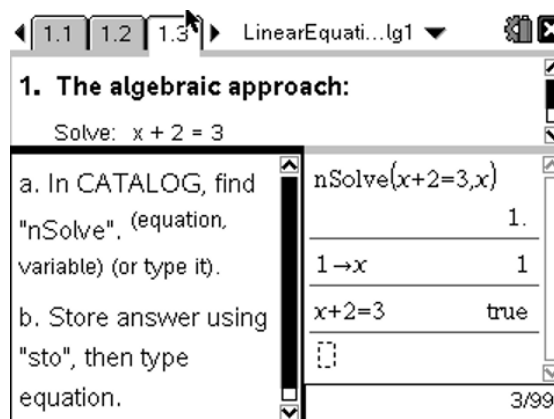 1.1 1.2 1.3 LinearEquati...lg1
1. The algebraic approach:
Solve: x + 2 = 3
a. In CATALOG, find
"nSolve". (equation,
variable) (or type it).
b. Store answer using
"sto", then type
equation.
nSolve(x+2=3,x)
1.
1→x 1
x+2=3 true
3/99